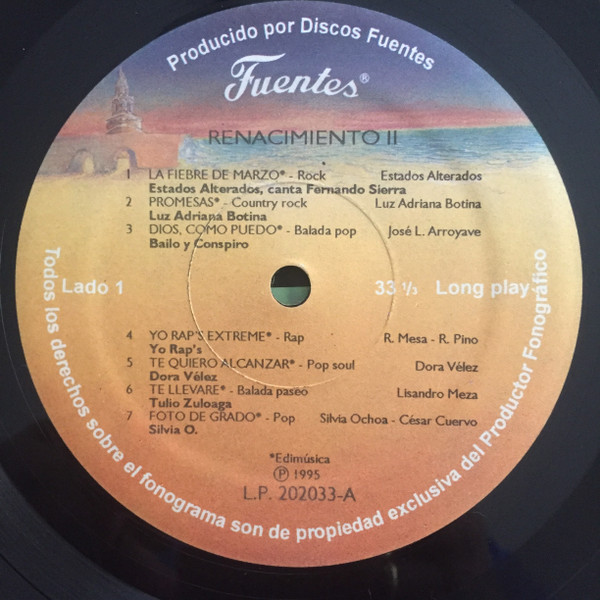 Producido por Discos Fuentes
Fuentes®
RENACIMIENTO II
1 LA FIEBRE DE MARZO* - Rock Estados Alterados
Estados Alterados, canta Fernando Sierra
2 PROMESAS* - Country rock Luz Adriana Botina
Luz Adriana Botina
3 DIOS, COMO PUEDO* - Balada pop José L. Arroyave
Bailo y Conspiro
Lado 1 33 1/3 Long play
4 YO RAP'S EXTREME* - Rap R. Mesa - R. Pino
Yo Rap's
5 TE QUIERO ALCANZAR* - Pop soul Dora Vélez
Dora Vélez
6 TE LLEVARE* - Balada paseo Lisandro Meza
Tulio Zuloaga
7 FOTO DE GRADO* - Pop Silvia Ochoa - César Cuervo
Silvia O.
*Edimúsica
℗ 1995
L.P. 202033-A
Todos los derechos sobre el fonograma son de propiedad exclusiva del Productor Fonográfico